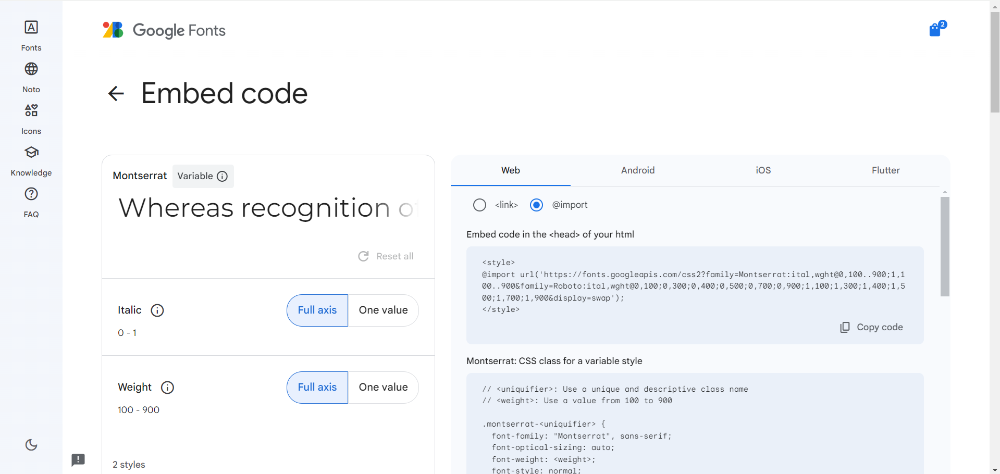 Fonts
Noto
Icons
Knowledge
FAQ
Google Fonts
2
Embed code
Montserrat
Variable
Whereas recognition of
Reset all
Italic
Full axis
One value
0 - 1
Weight
Full axis
One value
100 - 900
2 styles
Web
Android
iOS
Flutter
<link>
@import
Embed code in the <head> of your html
<style>
@import url('https://fonts.googleapis.com/css2?family=Montserrat:ital,wght@0,100..900;1,1
00..900&family=Roboto:ital,wght@0,100;0,300;0,400;0,500;0,700;0,900;1,100;1,300;1,400;1,5
00;1,700;1,900&display=swap');
</style>
Copy code
Montserrat: CSS class for a variable style
// <uniquifier>: Use a unique and descriptive class name
// <weight>: Use a value from 100 to 900
.montserrat-<uniquifier> {
font-family: "Montserrat", sans-serif;
font-optical-sizing: auto;
font-weight: <weight>;
font-style: normal;